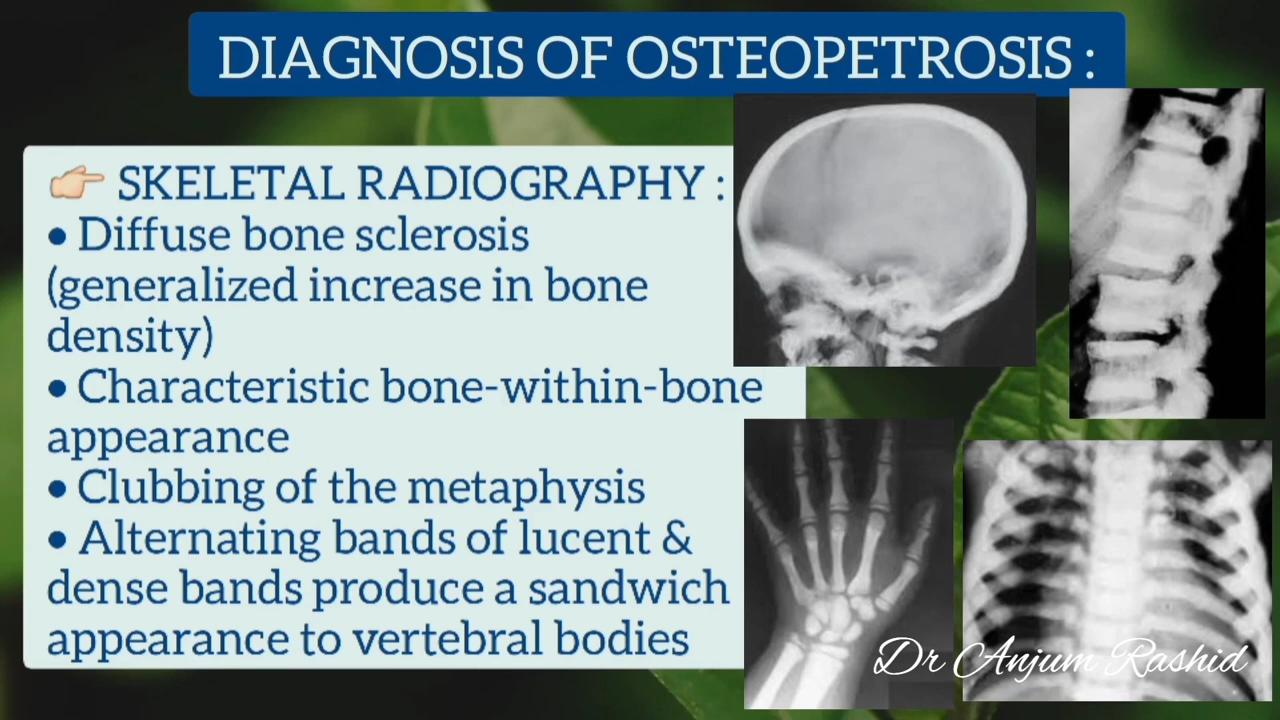 DIAGNOSIS OF OSTEOPETROSIS :
👉 SKELETAL RADIOGRAPHY :
• Diffuse bone sclerosis
(generalized increase in bone
density)
• Characteristic bone-within-bone
appearance
• Clubbing of the metaphysis
• Alternating bands of lucent &
dense bands produce a sandwich
appearance to vertebral bodies
Dr Anjum Rashid